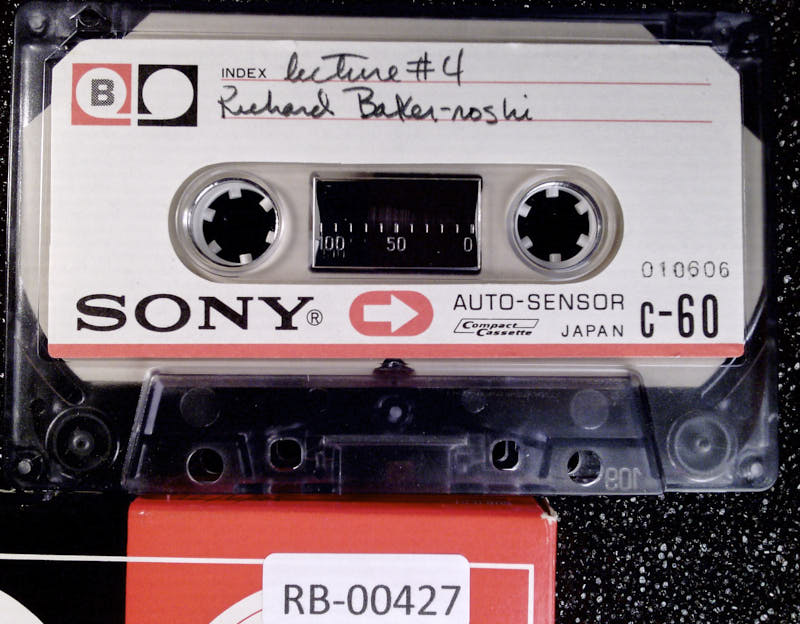 B INDEX lecture #4
Richard Baker-roshi
100 50 0
010606
SONY® AUTO-SENSOR C-60
Compact Cassette JAPAN
RB-00427